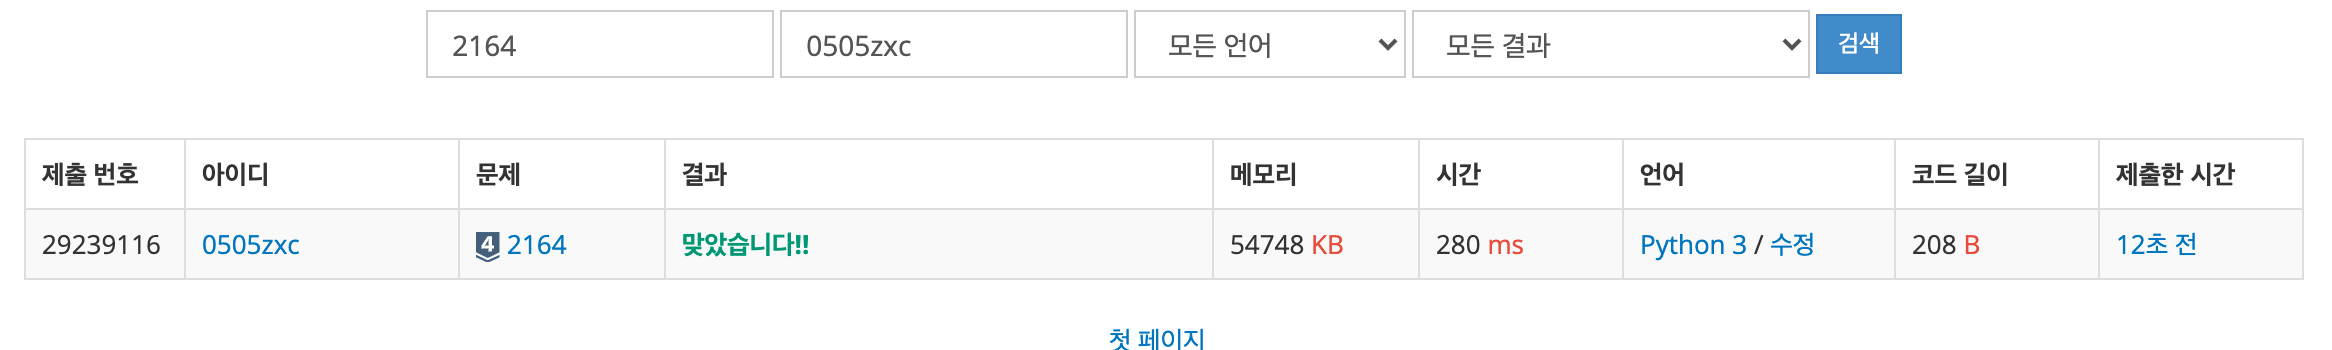 2164 0505zxc 모든 언어 모든 결과 검색
제출 번호 아이디 문제 결과 메모리 시간 언어 코드 길이 제출한 시간
29239116 0505zxc 4 2164 맞았습니다!! 54748 KB 280 ms Python 3 / 수정 208 B 12초 전
첫 페이지